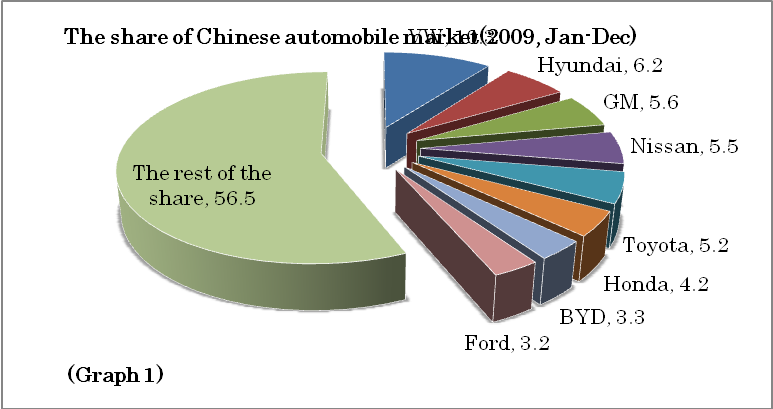 The share of Chinese automobile market(2009, Jan-Dec)
Hyundai, 6.2
GM, 5.6
Nissan, 5.5
The rest of the
share, 56.5
Toyota, 5.2
Honda, 4.2
BYD, 3.3
Ford, 3.2
(Graph 1)